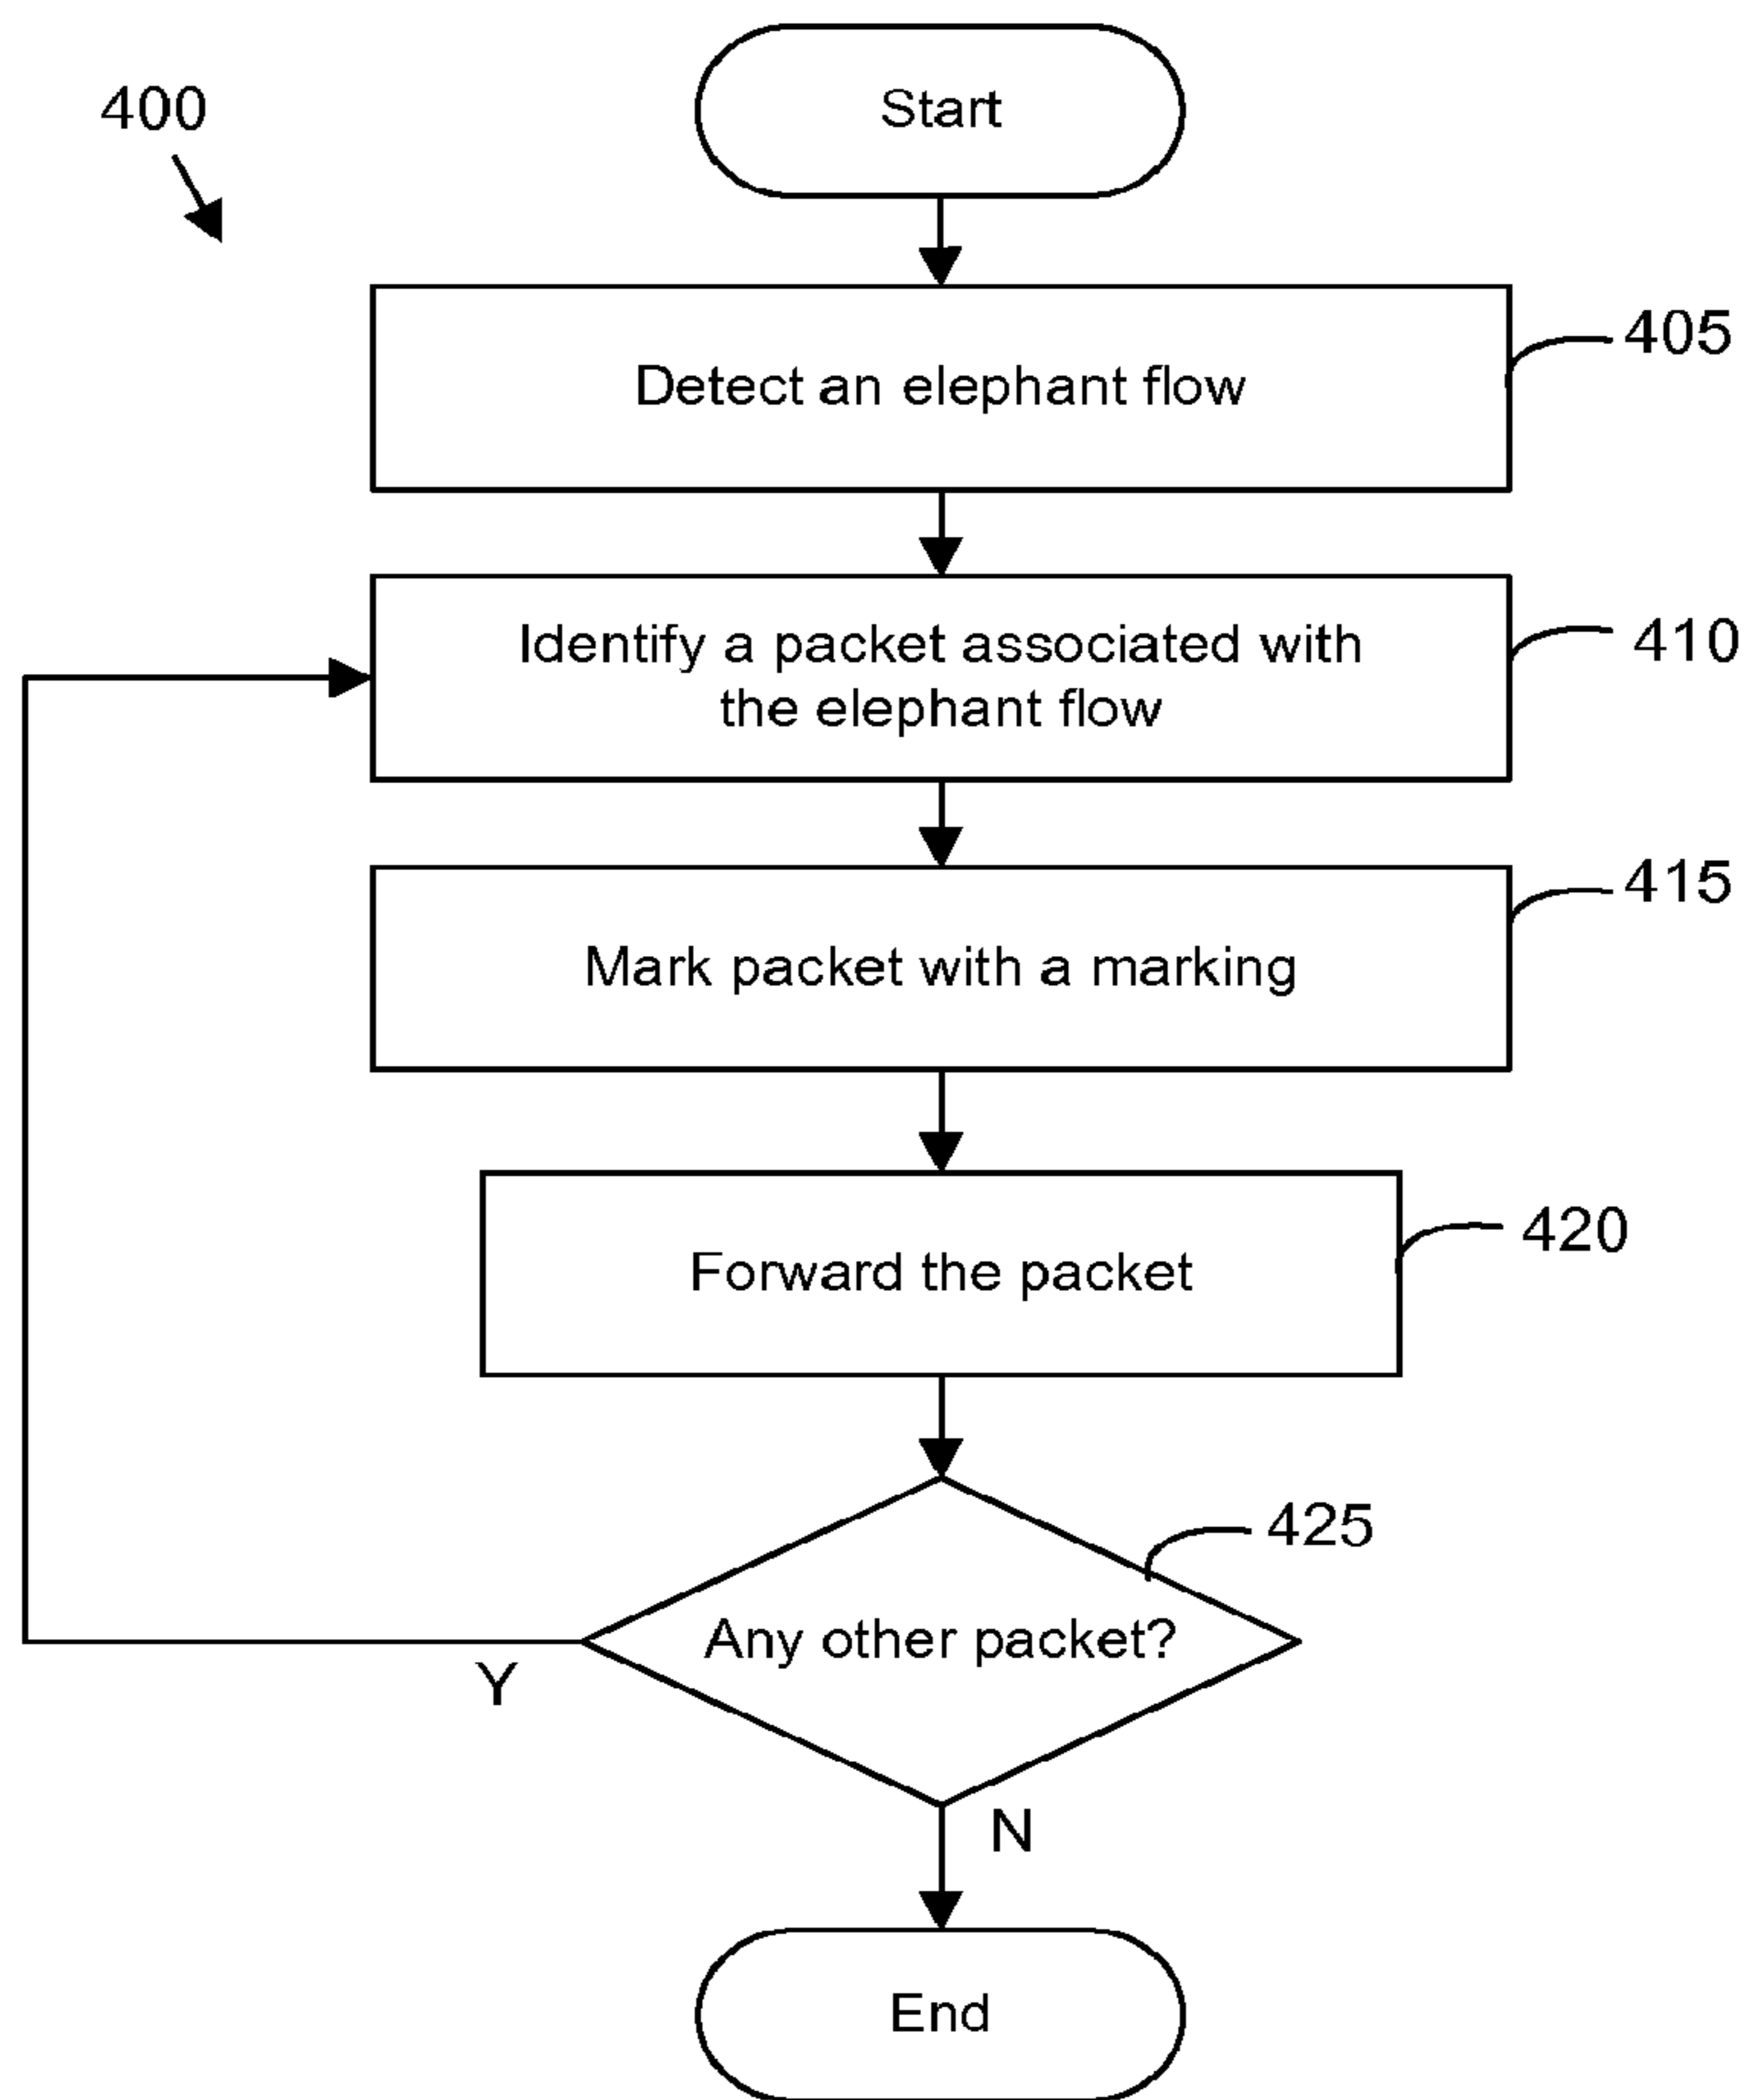 400
Start
Detect an elephant flow
405
Identify a packet associated with
the elephant flow
410
Mark packet with a marking
415
Forward the packet
420
425
Any other packet?
Y
N
End